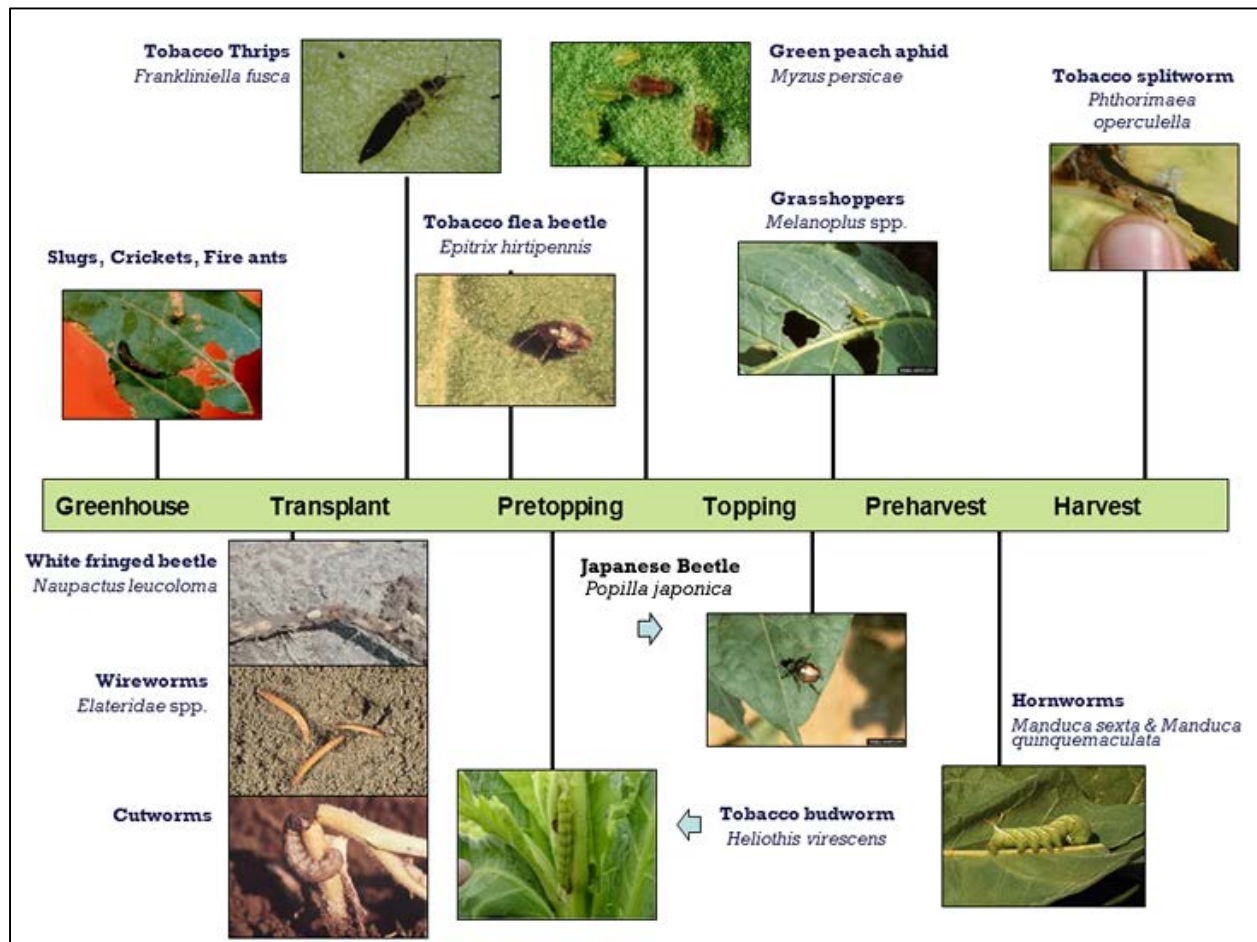 Tobacco Thrips
Frankliniella fusca
Green peach aphid
Myzus persicae
Tobacco splitworm
Phthorimaea
operculella
Slugs, Crickets, Fire ants
Tobacco flea beetle
Epitrix hirtipennis
Grasshoppers
Melanoplus spp.
Greenhouse Transplant Pretopping Topping Preharvest Harvest
White fringed beetle
Naupactus leucoloma
Wireworms
Elateridae spp.
Cutworms
Japanese Beetle
Popilla japonica
Tobacco budworm
Heliothis virescens
Hornworms
Manduca sexta & Manduca
quinquemaculata